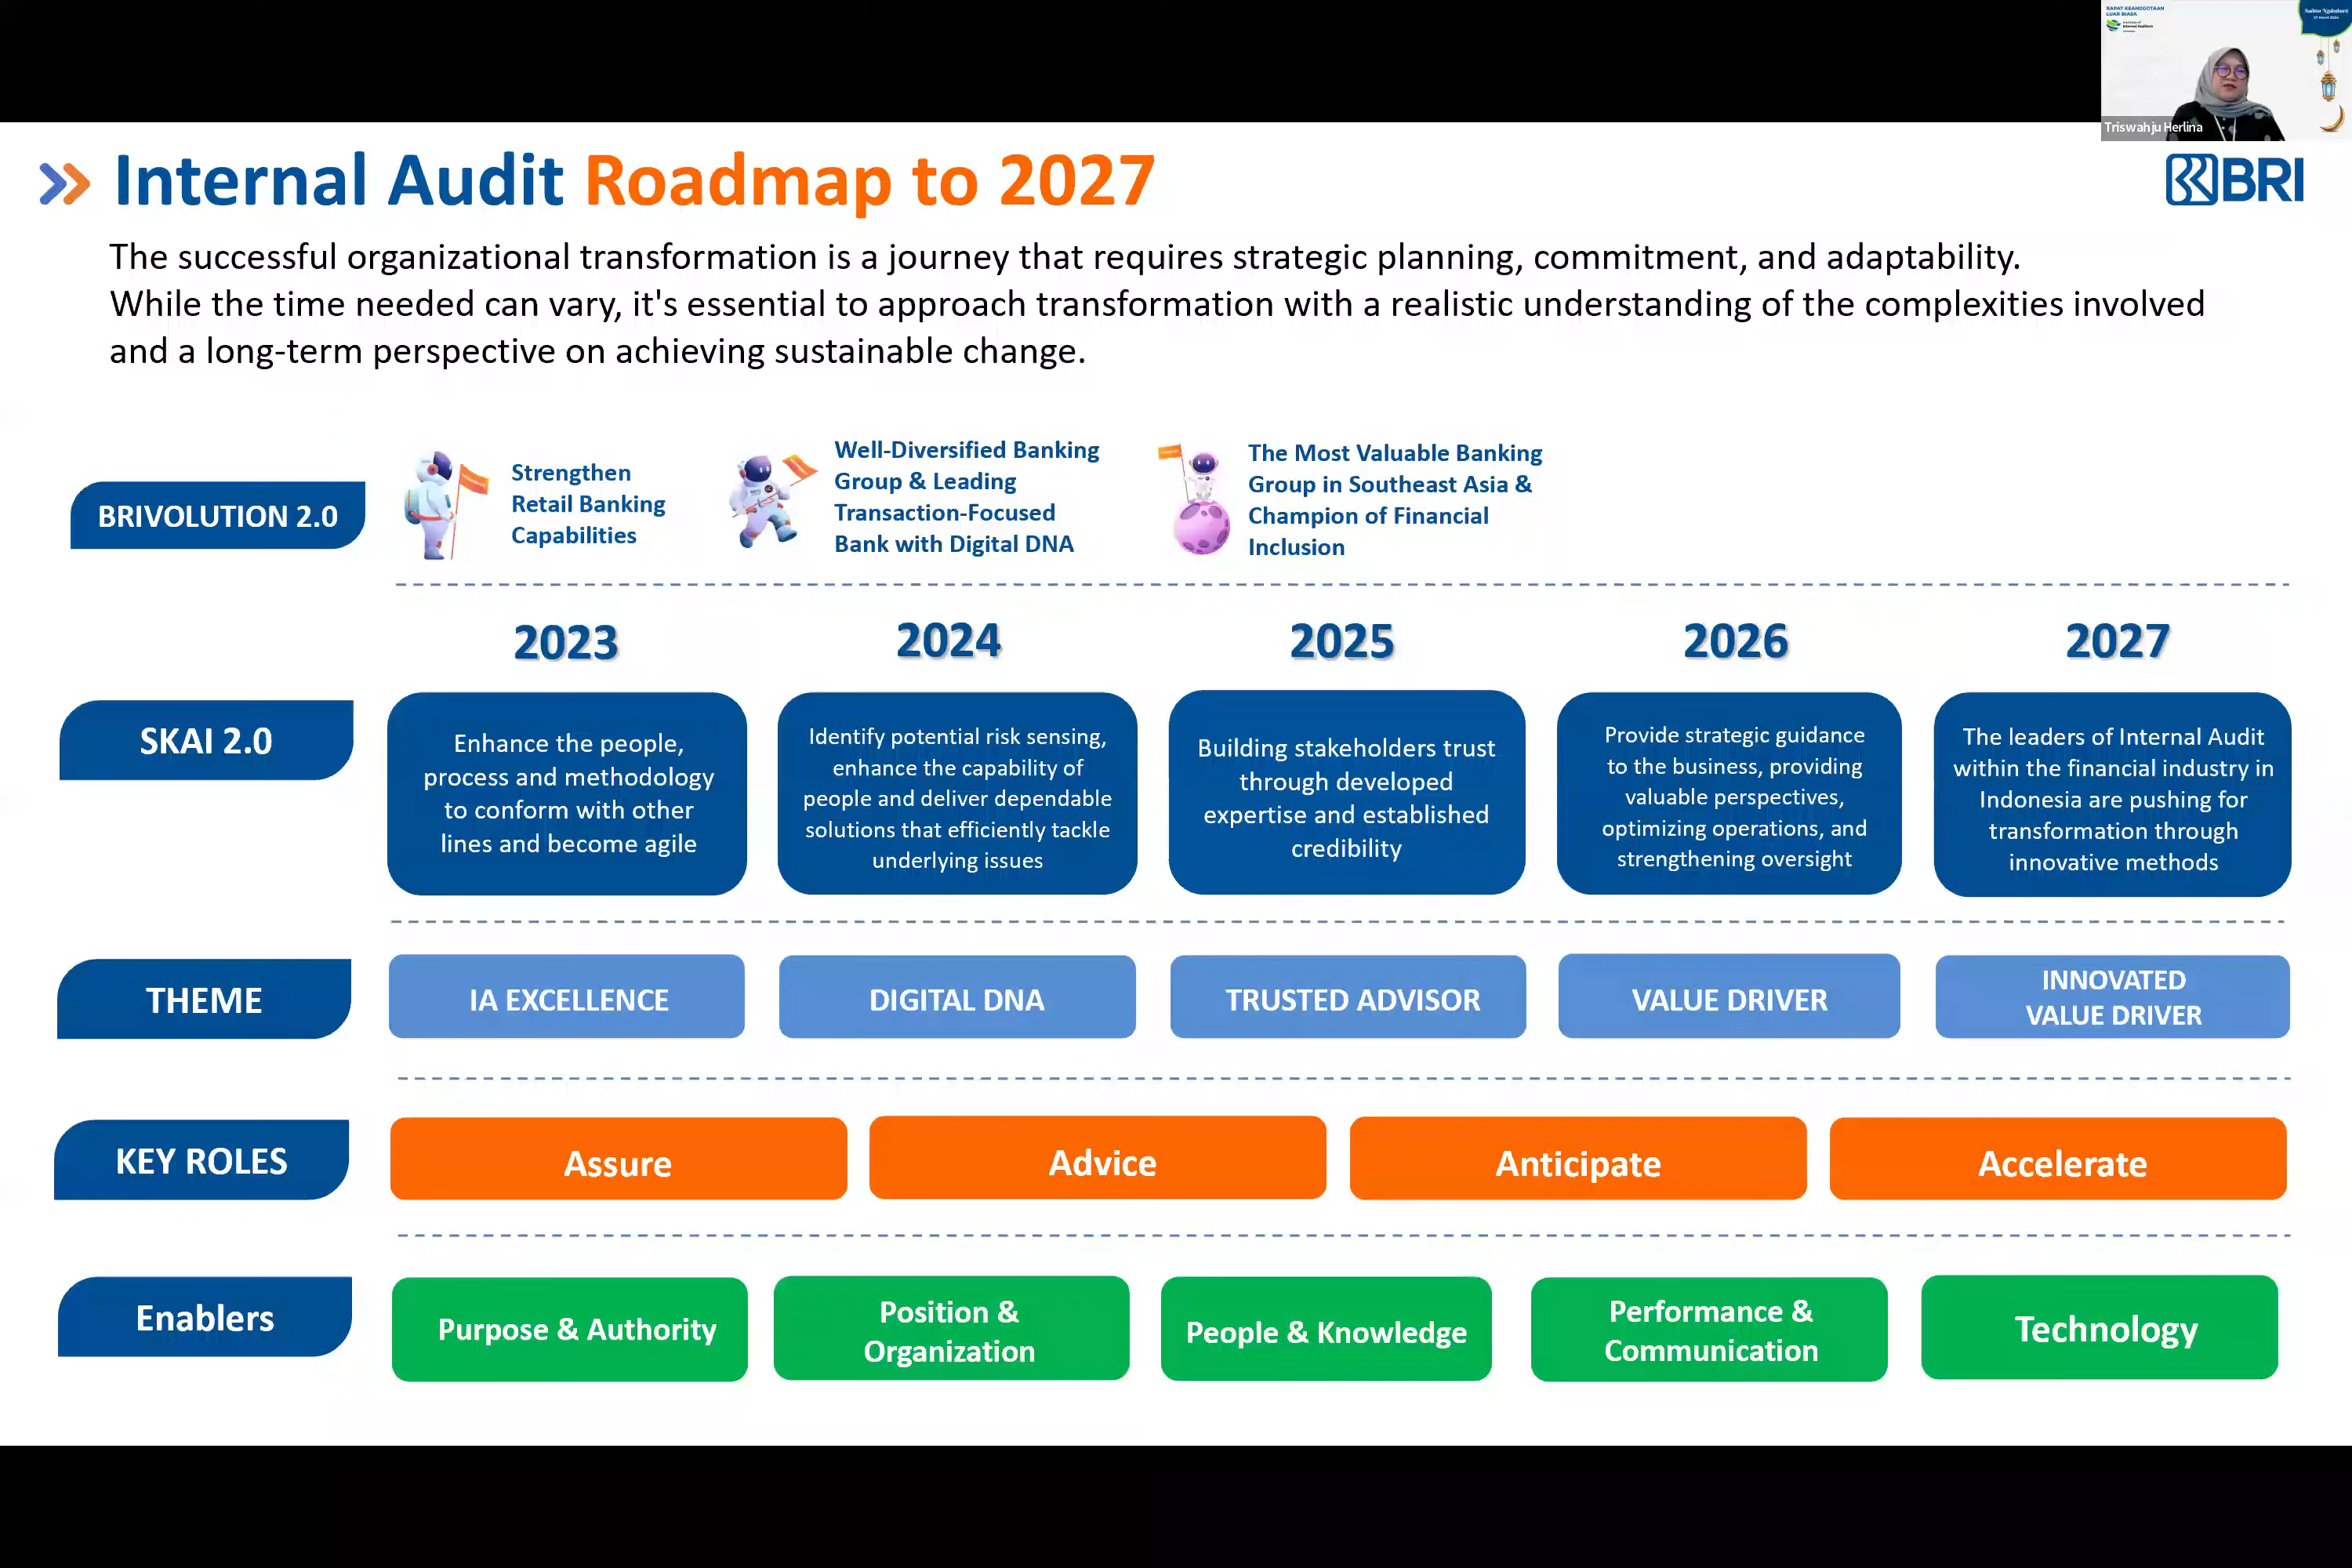 RAPAT KEANGGOTAAN
LUAR BIASA
Internal Auditors
27 Maret 2024
Triswahju Herlina
Internal Audit Roadmap to 2027
BRI
The successful organizational transformation is a journey that requires strategic planning, commitment, and adaptability.
While the time needed can vary, it's essential to approach transformation with a realistic understanding of the complexities involved
and a long-term perspective on achieving sustainable change.
BRIVOLUTION 2.0
Strengthen
Retail Banking
Capabilities
Well-Diversified Banking
Group & Leading
Transaction-Focused
Bank with Digital DNA
The Most Valuable Banking
Group in Southeast Asia &
Champion of Financial
Inclusion
2023
2024
2025
2026
2027
SKAI 2.0
Enhance the people,
process and methodology
to conform with other
lines and become agile
Identify potential risk sensing,
enhance the capability of
people and deliver dependable
solutions that efficiently tackle
underlying issues
Building stakeholders trust
through developed
expertise and established
credibility
Provide strategic guidance
to the business, providing
valuable perspectives,
optimizing operations, and
strengthening oversight
The leaders of Internal Audit
within the financial industry in
Indonesia are pushing for
transformation through
innovative methods
THEME
IA EXCELLENCE
DIGITAL DNA
TRUSTED ADVISOR
VALUE DRIVER
INNOVATED
VALUE DRIVER
KEY ROLES
Assure
Advice
Anticipate
Accelerate
Enablers
Purpose & Authority
Position &
Organization
People & Knowledge
Performance &
Communication
Technology